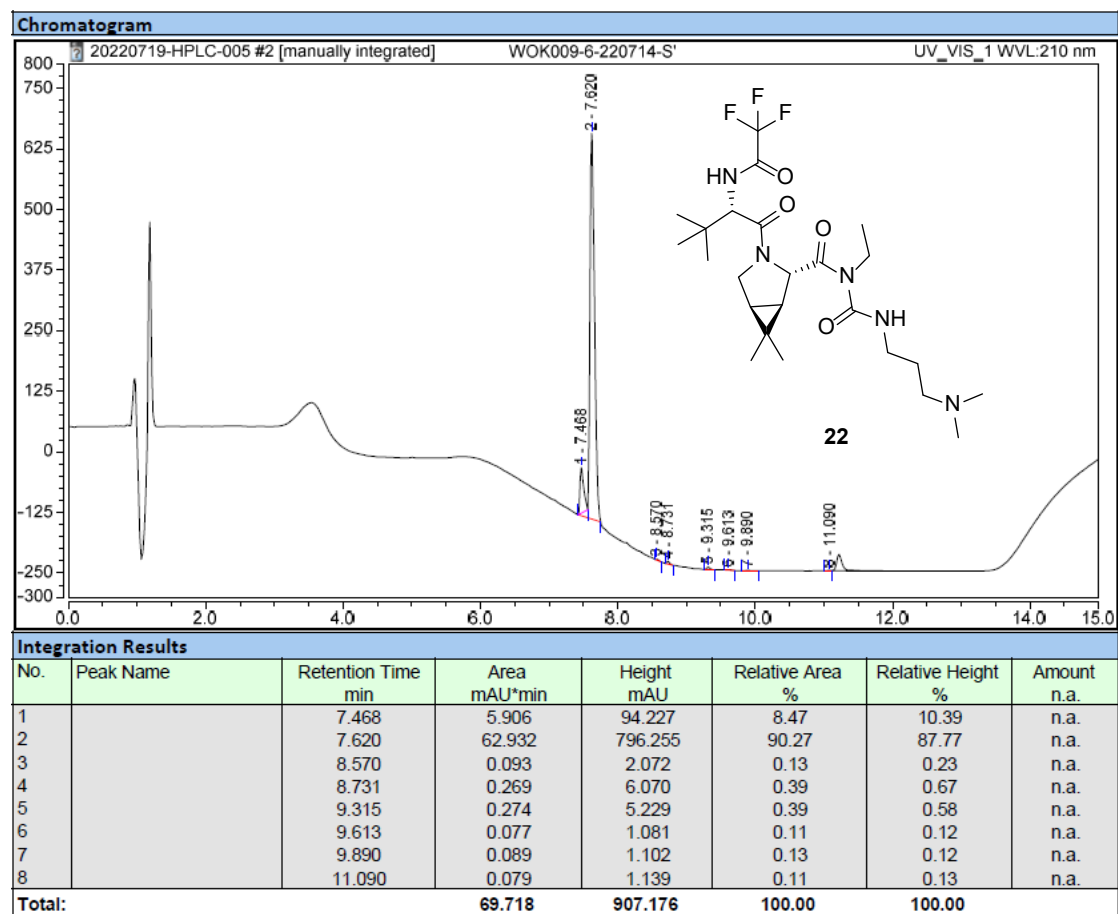 Chromatogram
20220719-HPLC-005 #2 [manually integrated] WOK009-6-220714-S' UV_VIS_1 WVL:210 nm
800
750
625
500
375
250
125
0
-125
-250
-300
0.0 2.0 4.0 6.0 8.0 10.0 12.0 14.0 15.0
1 - 7.468
2 - 7.620
3 - 8.570
4 - 8.731
5 - 9.315
6 - 9.613
7 - 9.890
8 - 11.090
F
F F
HN O
O
N
O
N
O NH
N
22
Integration Results
No. Peak Name Retention Time Area Height Relative Area Relative Height Amount
min mAU*min mAU % % n.a.
1 7.468 5.906 94.227 8.47 10.39 n.a.
2 7.620 62.932 796.255 90.27 87.77 n.a.
3 8.570 0.093 2.072 0.13 0.23 n.a.
4 8.731 0.269 6.070 0.39 0.67 n.a.
5 9.315 0.274 5.229 0.39 0.58 n.a.
6 9.613 0.077 1.081 0.11 0.12 n.a.
7 9.890 0.089 1.102 0.13 0.12 n.a.
8 11.090 0.079 1.139 0.11 0.13 n.a.
Total: 69.718 907.176 100.00 100.00